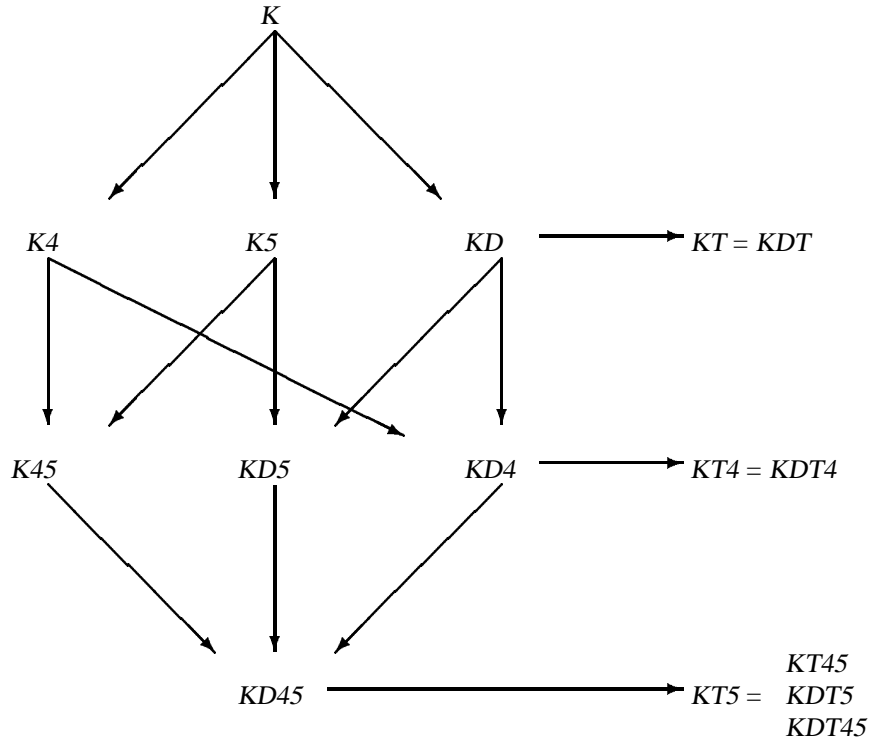 K
K4 K5 KD KT = KDT
K45 KD5 KD4 KT4 = KDT4
KT45
KD45 KT5 = KDT5
KDT45